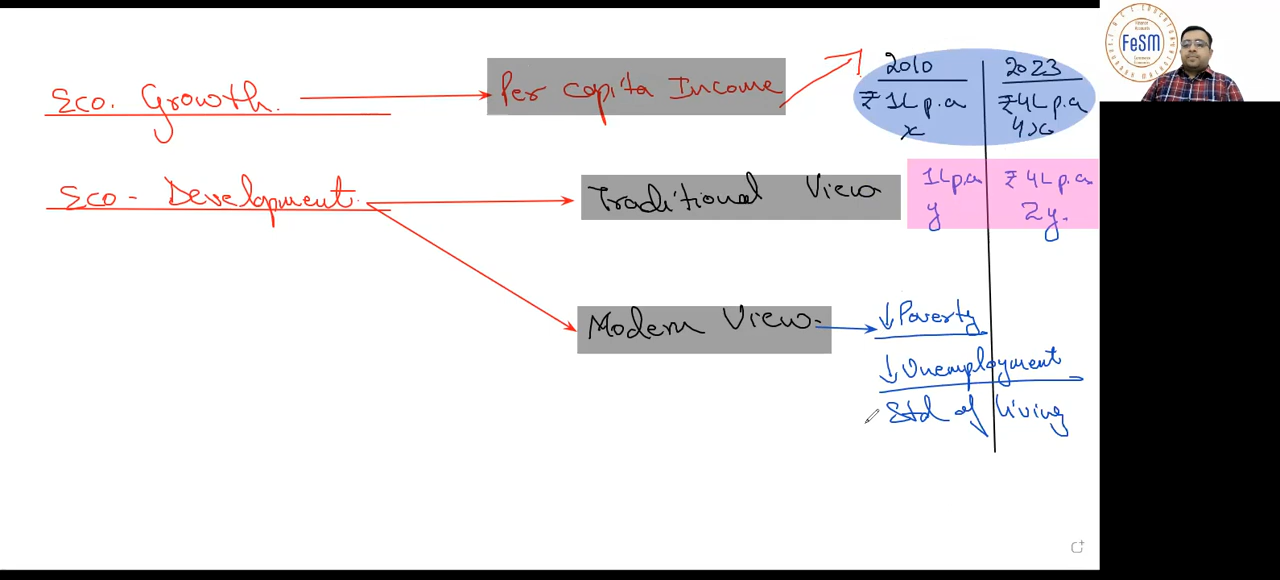 Eco. Growth.
Per capita Income
2010
2023
₹ 1L p.a
₹ 4L p.a
x
4x
Eco - Development.
Traditional View
1L p.a
₹ 4L p.a
y
2y.
Modern View.
↓ Poverty
↓ Unemployment
Std of living
FeSM